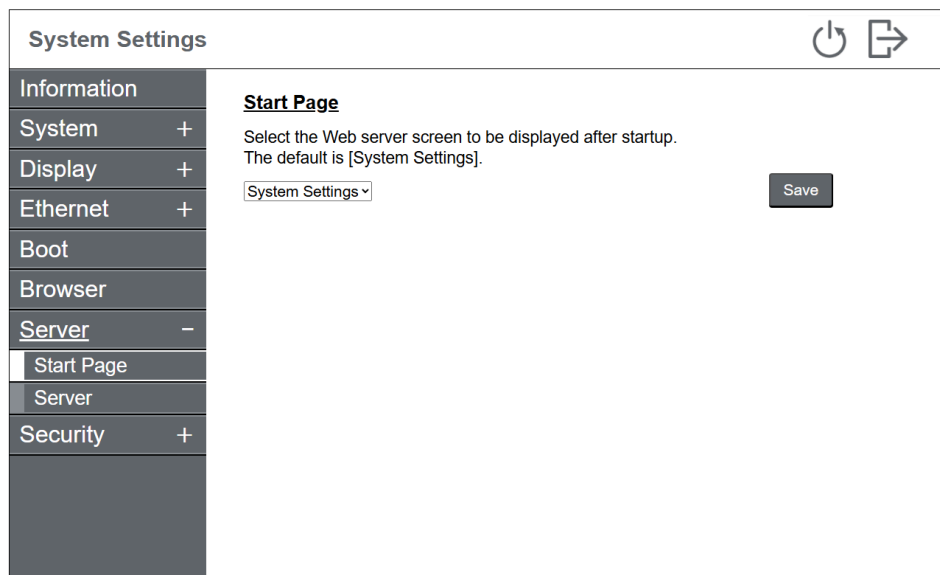 System Settings
Information
System +
Display +
Ethernet +
Boot
Browser
Server −
Start Page
Server
Security +
Start Page
Select the Web server screen to be displayed after startup.
The default is [System Settings].
System Settings
Save